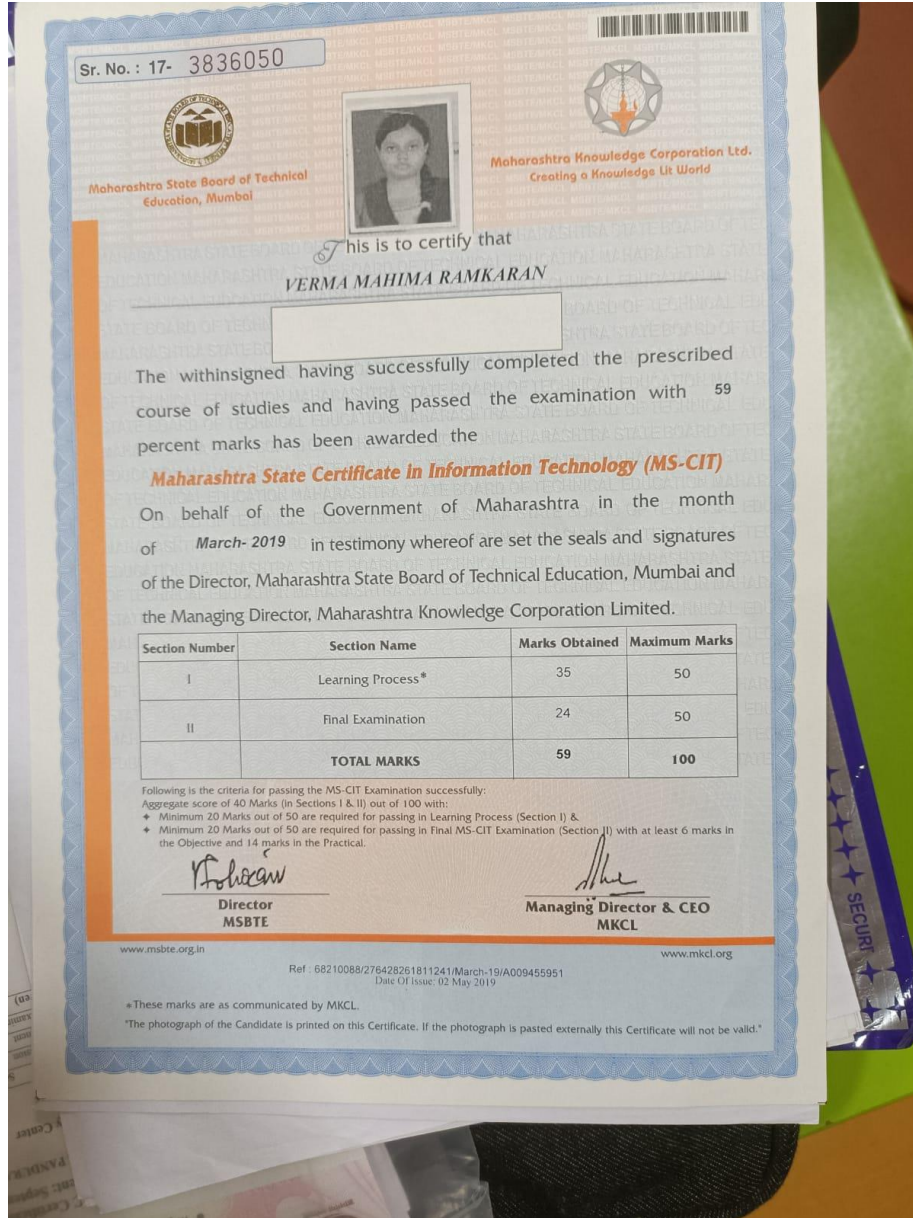 Sr. No. : 17- 3836050
Maharashtra State Board of Technical
Education, Mumbai
Maharashtra Knowledge Corporation Ltd.
Creating a Knowledge Lit World
This is to certify that
VERMA MAHIMA RAMKARAN
The withinsigned having successfully completed the prescribed
course of studies and having passed the examination with 59
percent marks has been awarded the
Maharashtra State Certificate in Information Technology (MS-CIT)
On behalf of the Government of Maharashtra in the month
of March- 2019 in testimony whereof are set the seals and signatures
of the Director, Maharashtra State Board of Technical Education, Mumbai and
the Managing Director, Maharashtra Knowledge Corporation Limited.
Section Number Section Name Marks Obtained Maximum Marks
I Learning Process* 35 50
II Final Examination 24 50
TOTAL MARKS 59 100
Following is the criteria for passing the MS-CIT Examination successfully:
Aggregate score of 40 Marks (in Sections I & II) out of 100 with:
Minimum 20 Marks out of 50 are required for passing in Learning Process (Section I) &
Minimum 20 Marks out of 50 are required for passing in Final MS-CIT Examination (Section II) with at least 6 marks in
the Objective and 14 marks in the Practical.
Director
MSBTE
Managing Director & CEO
MKCL
www.msbte.org.in
www.mkcl.org
Ref : 68210088/276428261811241/March-19/A009455951
Date Of Issue: 02 May 2019
*These marks are as communicated by MKCL.
"The photograph of the Candidate is printed on this Certificate. If the photograph is pasted externally this Certificate will not be valid."
SECURE